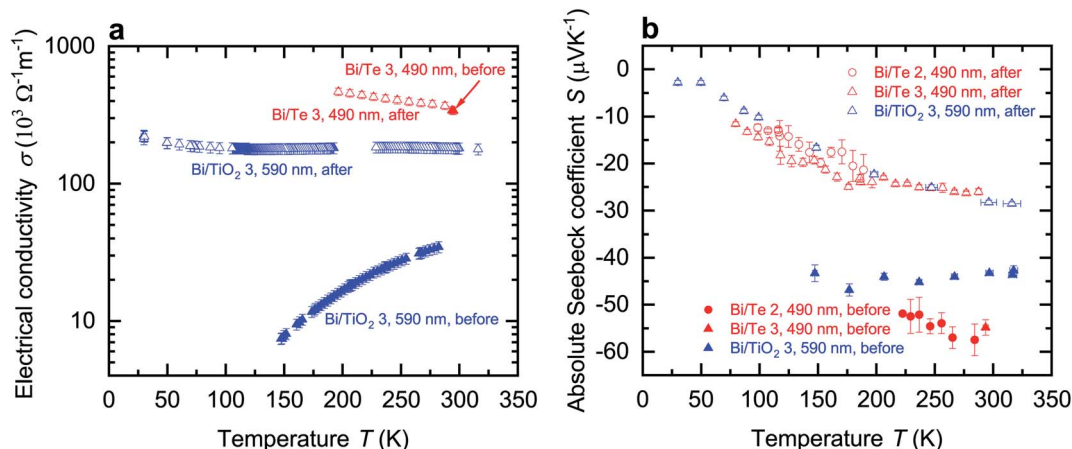 a
Electrical conductivity σ (10³ Ω⁻¹m⁻¹)
1000
100
10
Bi/Te 3, 490 nm, before
Bi/Te 3, 490 nm, after
Bi/TiO₂ 3, 590 nm, after
Bi/TiO₂ 3, 590 nm, before
0 50 100 150 200 250 300 350
Temperature T (K)
b
Absolute Seebeck coefficient S (μVK⁻¹)
0
-10
-20
-30
-40
-50
-60
Bi/Te 2, 490 nm, after
Bi/Te 3, 490 nm, after
Bi/TiO₂ 3, 590 nm, after
Bi/Te 2, 490 nm, before
Bi/Te 3, 490 nm, before
Bi/TiO₂ 3, 590 nm, before
0 50 100 150 200 250 300 350
Temperature T (K)